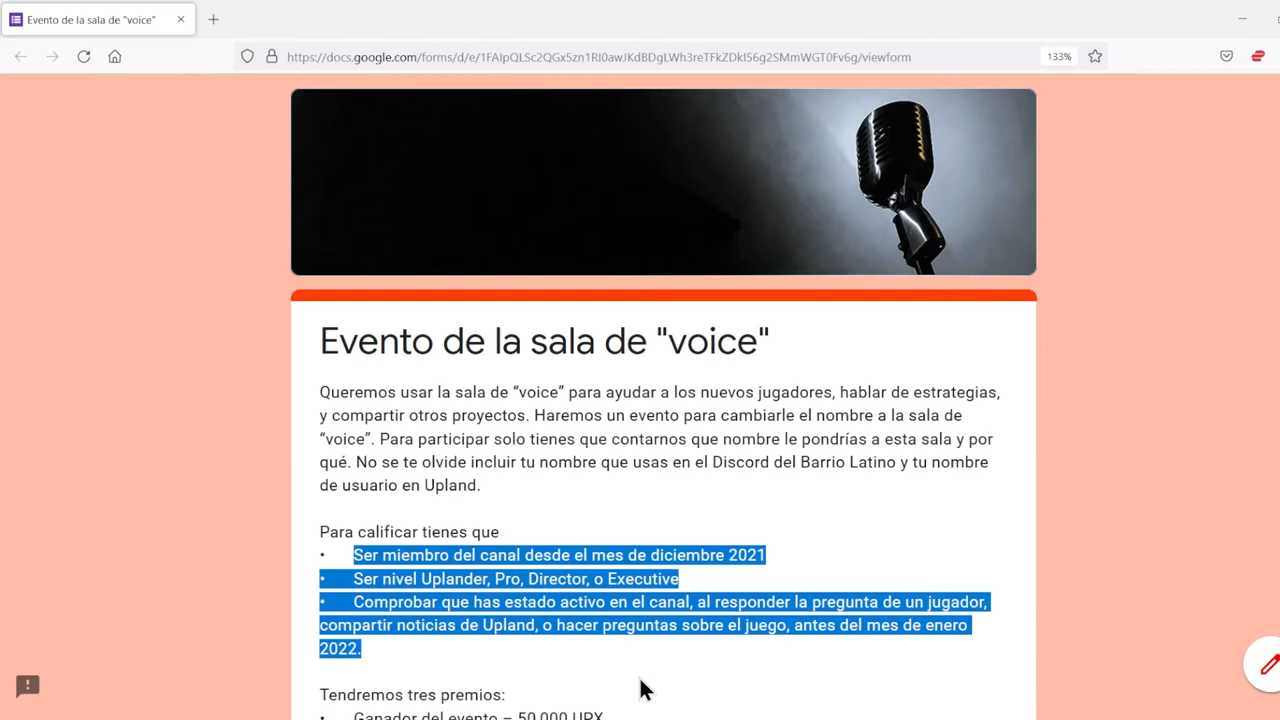 Evento de la sala de "voice"
https://docs.google.com/forms/d/e/1FAIpQLSc2QGx5zn1RI0awJKdBDgLWh3reTFkZDkI56g2SMmWGT0Fv6g/viewform
133%
Evento de la sala de "voice"
Queremos usar la sala de “voice” para ayudar a los nuevos jugadores, hablar de estrategias,
y compartir otros proyectos. Haremos un evento para cambiarle el nombre a la sala de
“voice”. Para participar solo tienes que contarnos que nombre le pondrías a esta sala y por
qué. No se te olvide incluir tu nombre que usas en el Discord del Barrio Latino y tu nombre
de usuario en Upland.
Para calificar tienes que
• Ser miembro del canal desde el mes de diciembre 2021
• Ser nivel Uplander, Pro, Director, o Executive
• Comprobar que has estado activo en el canal, al responder la pregunta de un jugador,
compartir noticias de Upland, o hacer preguntas sobre el juego, antes del mes de enero
2022.
Tendremos tres premios:
• Ganador del evento – 50,000 UPX